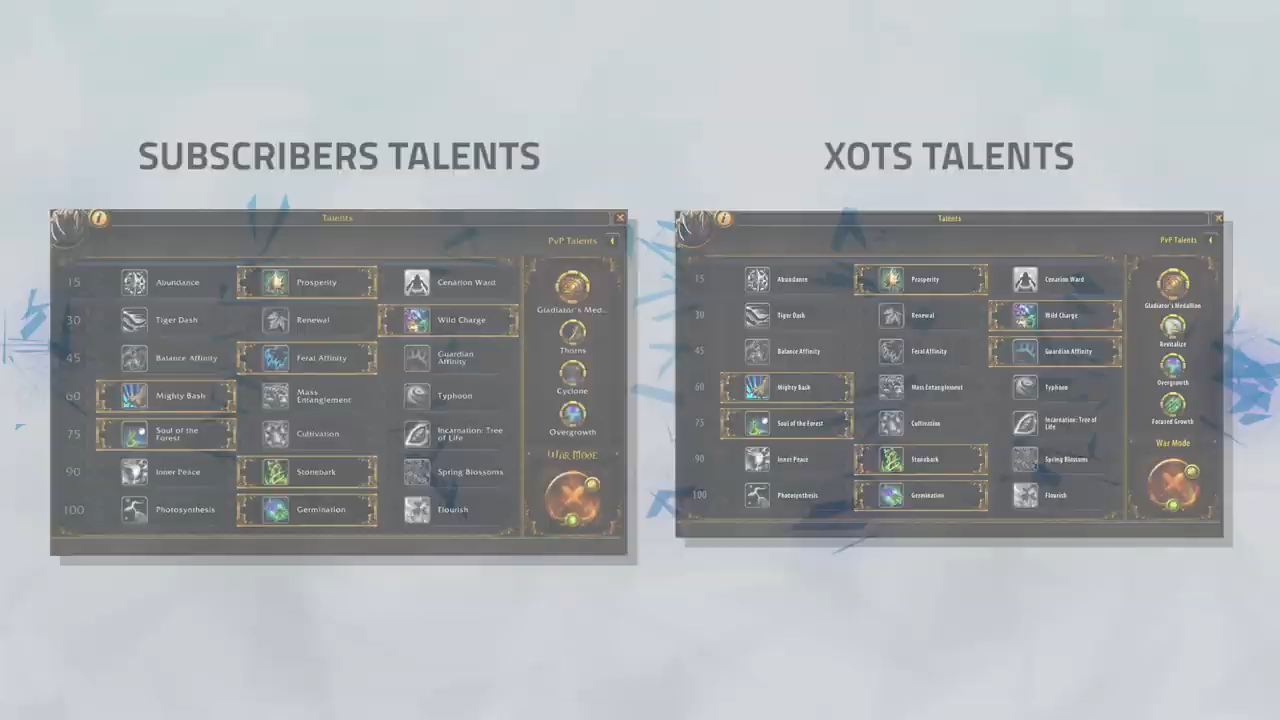 SUBSCRIBERS TALENTS
Talents
PvP Talents
15 Abundance Prosperity Cenarion Ward
30 Tiger Dash Renewal Wild Charge
45 Balance Affinity Feral Affinity Guardian Affinity
60 Mighty Bash Mass Entanglement Typhoon
75 Soul of the Forest Cultivation Incarnation: Tree of Life
90 Inner Peace Stonebark Spring Blossoms
100 Photosynthesis Germination Flourish
Gladiator's Med...
Thorns
Cyclone
Overgrowth
War Mode
XOTS TALENTS
Talents
PvP Talents
15 Abundance Prosperity Cenarion Ward
30 Tiger Dash Renewal Wild Charge
45 Balance Affinity Feral Affinity Guardian Affinity
60 Mighty Bash Mass Entanglement Typhoon
75 Soul of the Forest Cultivation Incarnation: Tree of Life
90 Inner Peace Stonebark Spring Blossoms
100 Photosynthesis Germination Flourish
Gladiator's Medallion
Revitalize
Overgrowth
Focused Growth
War Mode